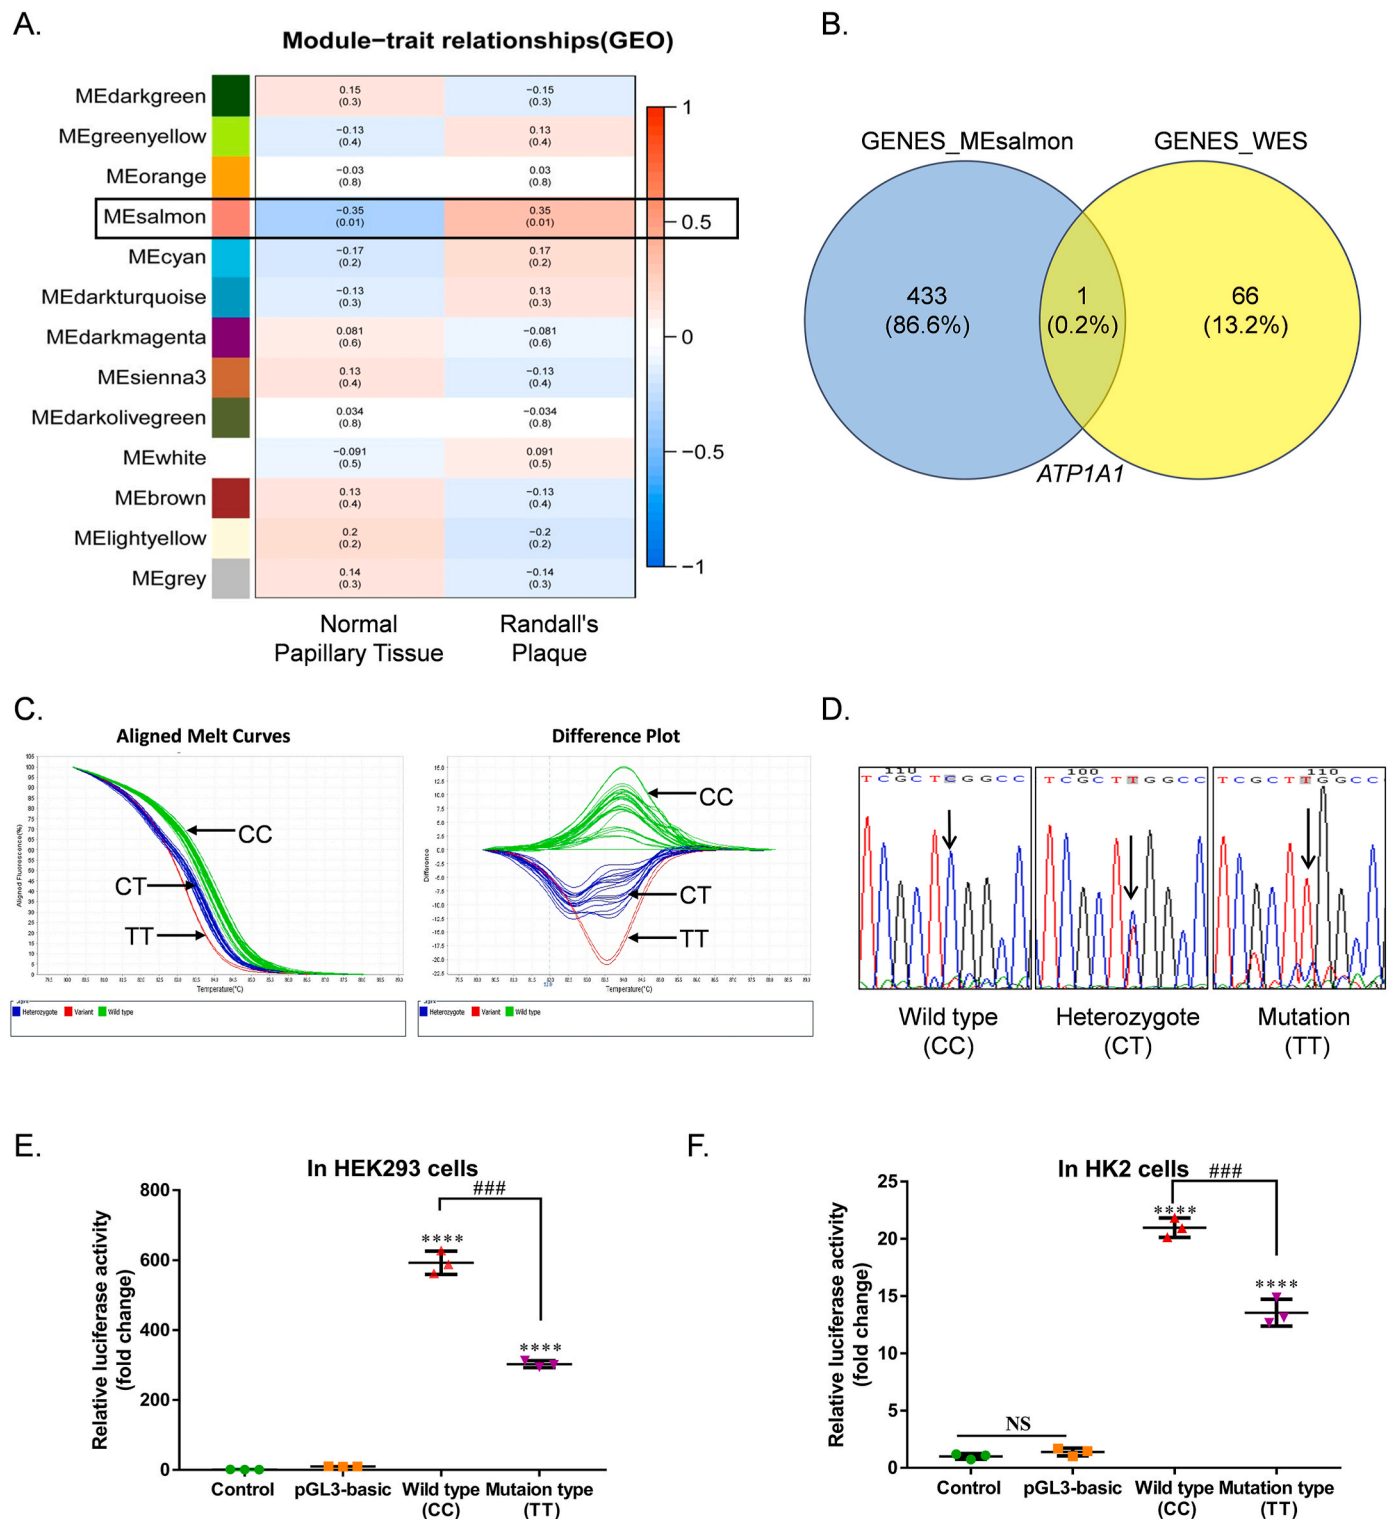 A.
Module−trait relationships(GEO)
MEdarkgreen
0.15
(0.3)
−0.15
(0.3)
MEgreenyellow
−0.13
(0.4)
0.13
(0.4)
MEorange
−0.03
(0.8)
0.03
(0.8)
MEsalmon
−0.35
(0.01)
0.35
(0.01)
MEcyan
−0.17
(0.2)
0.17
(0.2)
MEdarkturquoise
−0.13
(0.3)
0.13
(0.3)
MEdarkmagenta
0.081
(0.6)
−0.081
(0.6)
MEsienna3
0.13
(0.4)
−0.13
(0.4)
MEdarkolivegreen
0.034
(0.8)
−0.034
(0.8)
MEwhite
−0.091
(0.5)
0.091
(0.5)
MEbrown
0.13
(0.4)
−0.13
(0.4)
MElightyellow
0.2
(0.2)
−0.2
(0.2)
MEgrey
0.14
(0.3)
−0.14
(0.3)
1
0.5
0
−0.5
−1
Normal
Papillary Tissue
Randall's
Plaque
B.
GENES_MEsalmon
GENES_WES
433
(86.6%)
1
(0.2%)
66
(13.2%)
ATP1A1
C.
Aligned Melt Curves
Aligned Fluorescence(%)
CC
CT
TT
Temperature(°C)
Heterozygote
Variant
Wild type
Difference Plot
Difference
CC
CT
TT
Temperature(°C)
Heterozygote
Variant
Wild type
D.
110
T C G C T C G G C C
100
T C G C T T G G C C
110
T C G C T T G G C C
Wild type
(CC)
Heterozygote
(CT)
Mutation
(TT)
E.
In HEK293 cells
Relative luciferase activity
(fold change)
800
600
400
200
0
###
****
****
Control
pGL3-basic
Wild type
(CC)
Mutaion type
(TT)
F.
In HK2 cells
Relative luciferase activity
(fold change)
25
20
15
10
5
0
###
****
****
NS
Control
pGL3-basic
Wild type
(CC)
Mutation type
(TT)